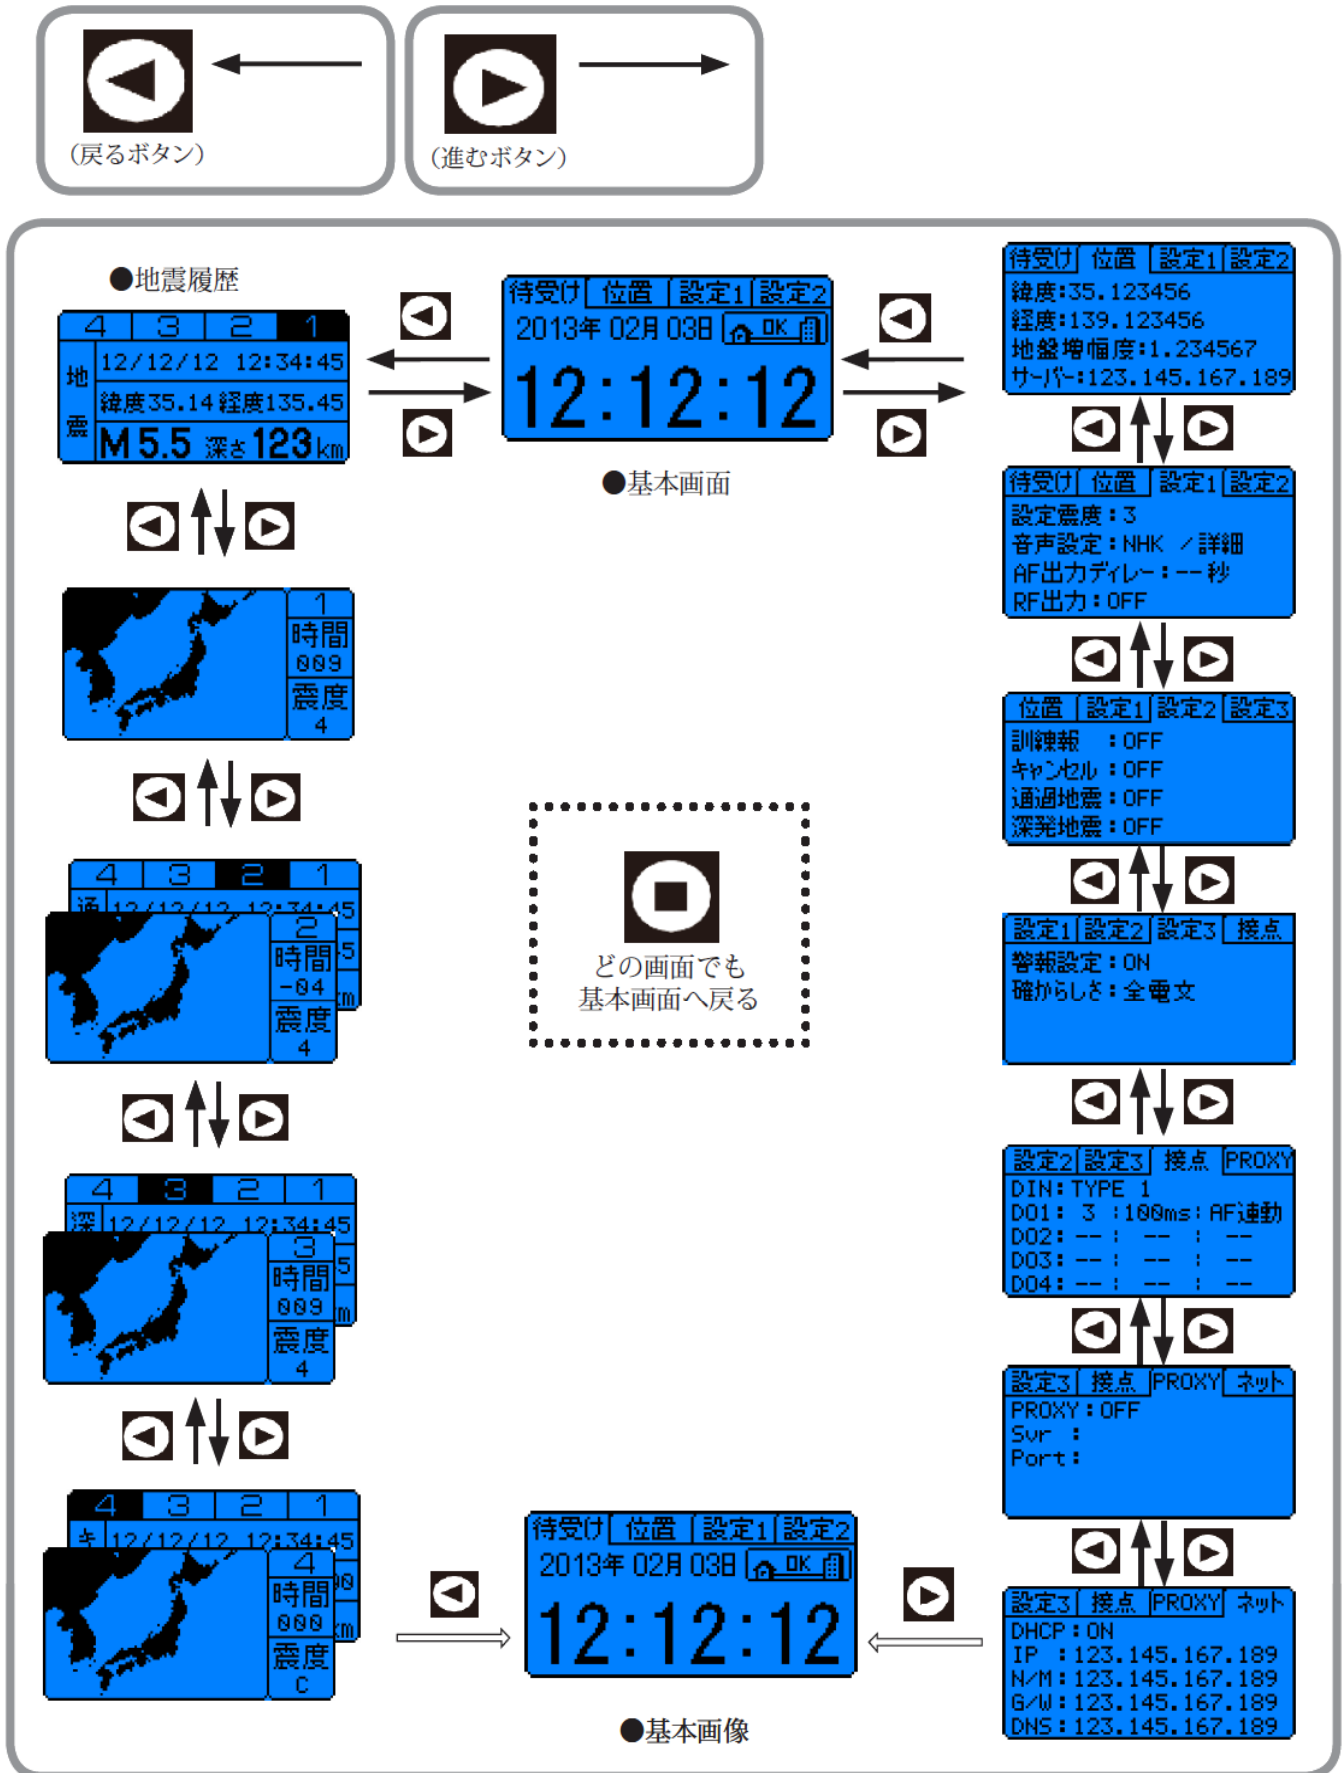 (戻るボタン)
(進むボタン)
●地震履歴
4 3 2 1
地震
12/12/12 12:34:45
緯度35.14 経度135.45
M5.5 深さ123km
待受け 位置 設定1 設定2
2013年 02月 03日 OK
12:12:12
●基本画面
待受け 位置 設定1 設定2
緯度:35.123456
経度:139.123456
地盤増幅度:1.234567
サーバー:123.145.167.189
待受け 位置 設定1 設定2
設定震度:3
音声設定:NHK /詳細
AF出力ディレー:--秒
RF出力:OFF
1
時間
009
震度
4
位置 設定1 設定2 設定3
訓練報 :OFF
キャンセル :OFF
通過地震:OFF
深発地震:OFF
4 3 2 1
通 12/12/12 12:34:45
5
km
2
時間
-04
震度
4
どの画面でも
基本画面へ戻る
設定1 設定2 設定3 接点
警報設定:ON
確からしさ:全電文
設定2 設定3 接点 PROXY
DIN:TYPE 1
DO1: 3 :100ms: AF連動
DO2: -- : -- : --
DO3: -- : -- : --
DO4: -- : -- : --
4 3 2 1
深 12/12/12 12:34:45
5
m
3
時間
009
震度
4
設定3 接点 PROXY ネット
PROXY:OFF
Svr :
Port:
4 3 2 1
キ 12/12/12 12:34:45
00
km
4
時間
000
震度
C
待受け 位置 設定1 設定2
2013年 02月 03日 OK
12:12:12
●基本画像
設定3 接点 PROXY ネット
DHCP:ON
IP :123.145.167.189
N/M:123.145.167.189
G/W:123.145.167.189
DNS:123.145.167.189